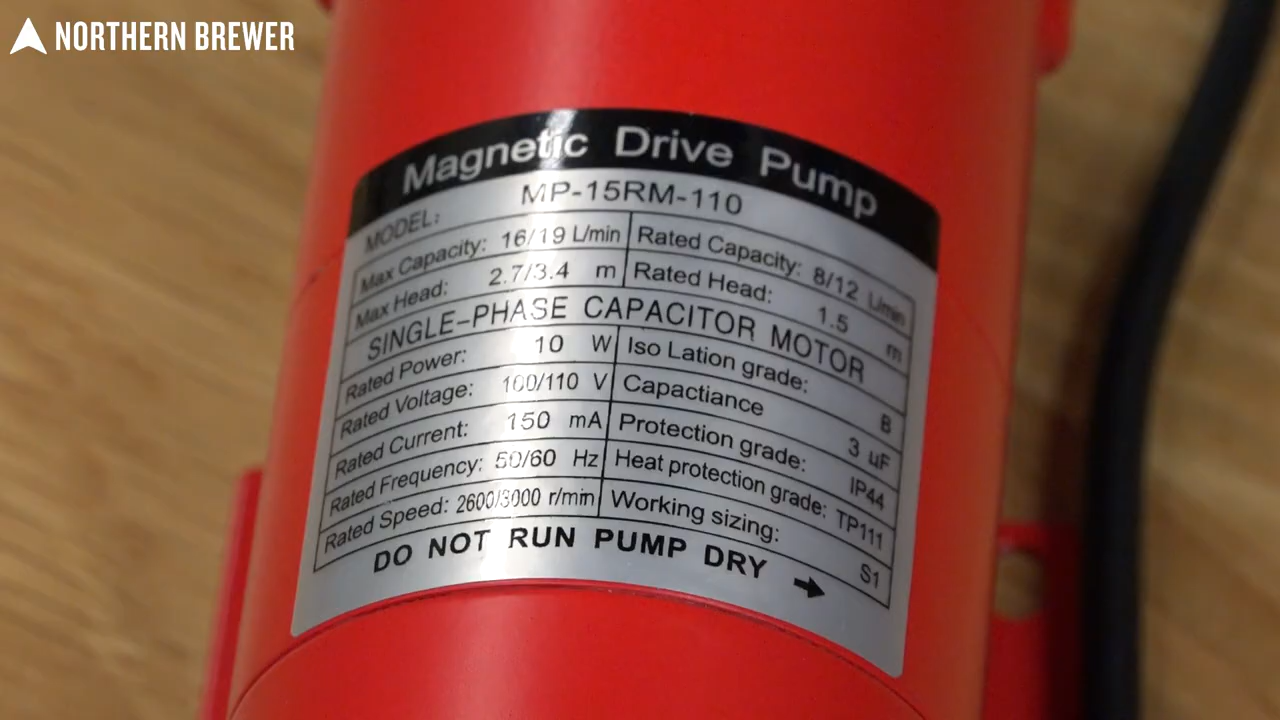 NORTHERN BREWER
Magnetic Drive Pump
MODEL: MP-15RM-110
Max Capacity: 16/19 L/min Rated Capacity: 8/12 L/min
Max Head: 2.7/3.4 m Rated Head: 1.5 m
SINGLE-PHASE CAPACITOR MOTOR
Rated Power: 10 W Iso Lation grade: B
Rated Voltage: 100/110 V Capactiance 3 uF
Rated Current: 150 mA Protection grade: IP44
Rated Frequency: 50/60 Hz Heat protection grade: TP111
Rated Speed: 2600/3000 r/min Working sizing: S1
DO NOT RUN PUMP DRY